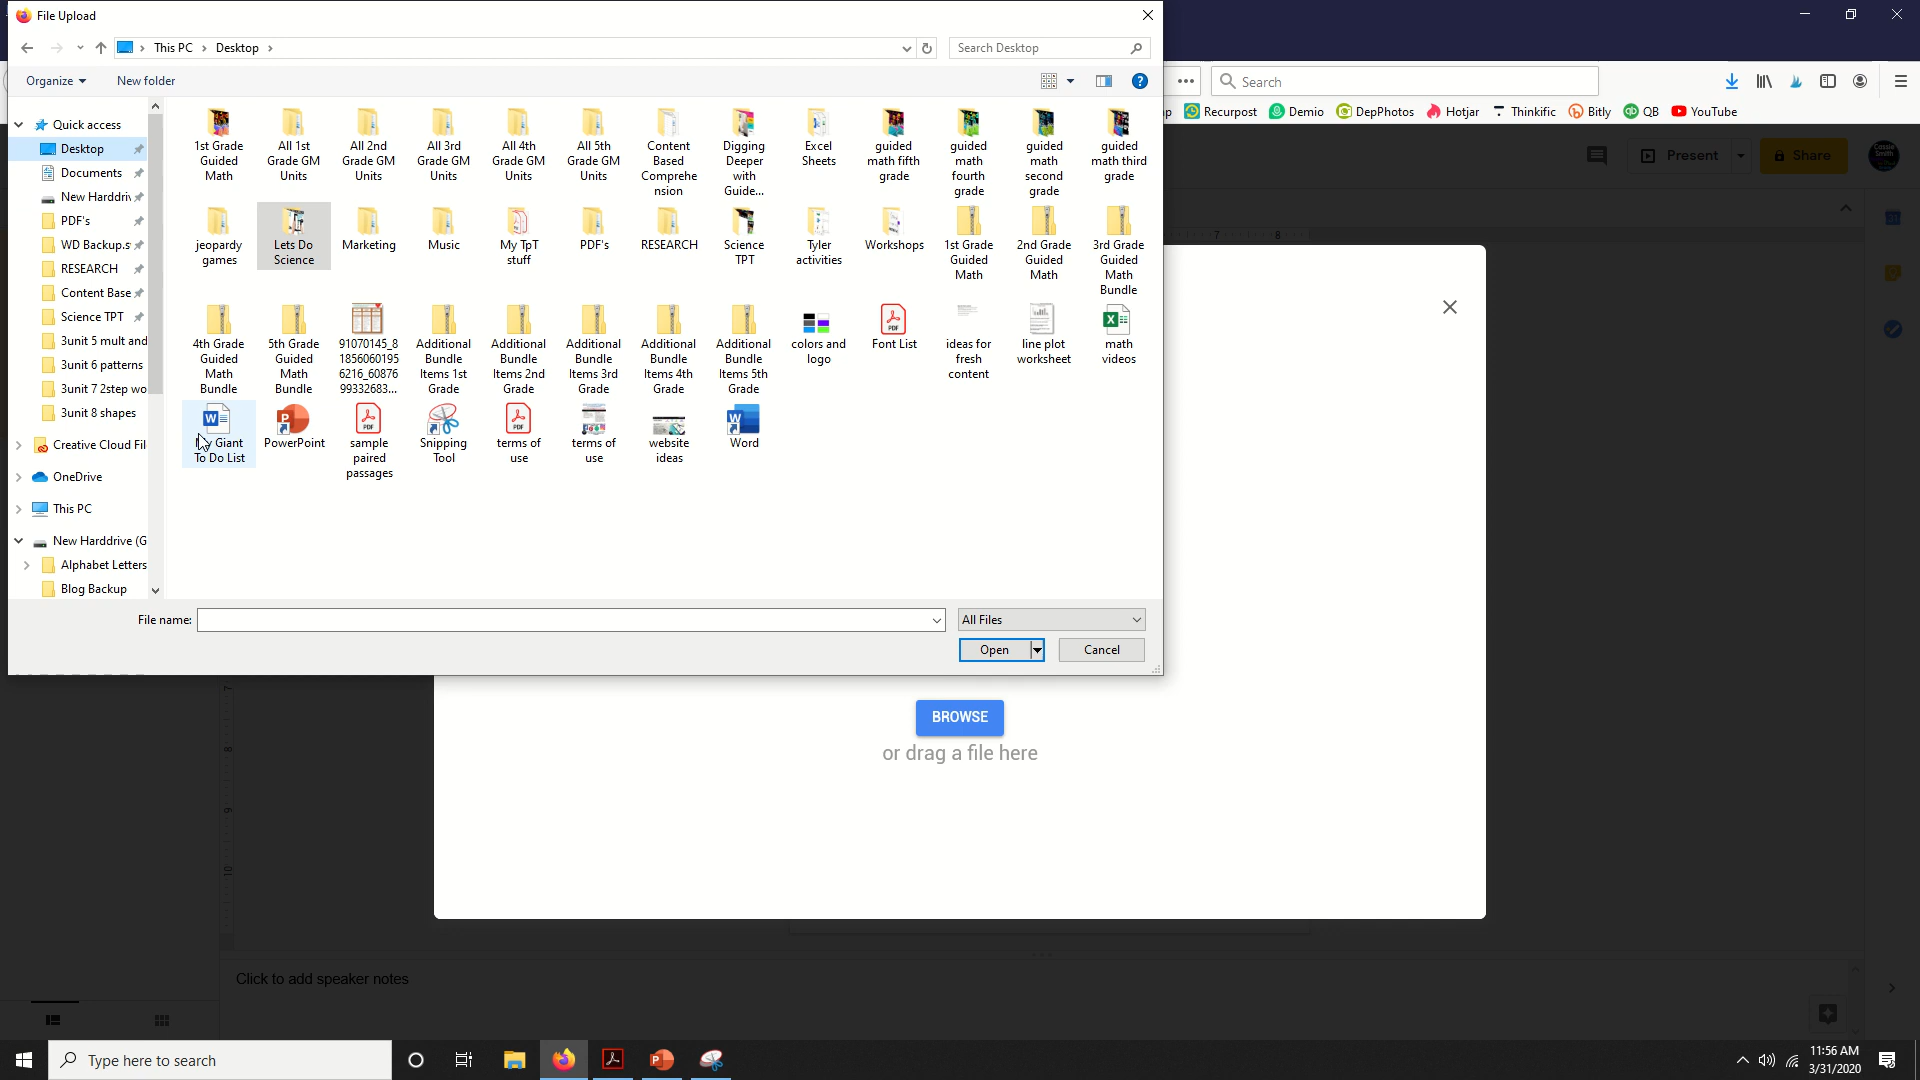 File Upload
This PC
Desktop
Search Desktop
Organize
New folder
Search
Recurpost
Demio
DepPhotos
Hotjar
Thinkific
Bitly
QB
YouTube
Present
Share
Quick access
Desktop
Documents
New Harddriv
PDF's
WD Backup.s
RESEARCH
Content Base
Science TPT
3unit 5 mult and
3unit 6 patterns
3unit 7 2step wo
3unit 8 shapes
Creative Cloud Fil
OneDrive
This PC
New Harddrive (G
Alphabet Letters
Blog Backup
1st Grade
Guided
Math
All 1st
Grade GM
Units
All 2nd
Grade GM
Units
All 3rd
Grade GM
Units
All 4th
Grade GM
Units
All 5th
Grade GM
Units
Content
Based
Comprehe
nsion
Digging
Deeper
with
Guide...
Excel
Sheets
guided
math fifth
grade
guided
math
fourth
grade
guided
math
second
grade
guided
math third
grade
jeopardy
games
Lets Do
Science
Marketing
Music
My TpT
stuff
PDF's
RESEARCH
Science
TPT
Tyler
activities
Workshops
1st Grade
Guided
Math
2nd Grade
Guided
Math
3rd Grade
Guided
Math
Bundle
4th Grade
Guided
Math
Bundle
5th Grade
Guided
Math
Bundle
91070145_8
1856060195
6216_60876
99332683...
Additional
Bundle
Items 1st
Grade
Additional
Bundle
Items 2nd
Grade
Additional
Bundle
Items 3rd
Grade
Additional
Bundle
Items 4th
Grade
Additional
Bundle
Items 5th
Grade
colors and
logo
Font List
ideas for
fresh
content
line plot
worksheet
math
videos
Giant
To Do List
PowerPoint
sample
paired
passages
Snipping
Tool
terms of
use
terms of
use
website
ideas
Word
File name:
All Files
Open
Cancel
7
8
7
8
9
10
BROWSE
or drag a file here
Click to add speaker notes
Type here to search
11:56 AM
3/31/2020